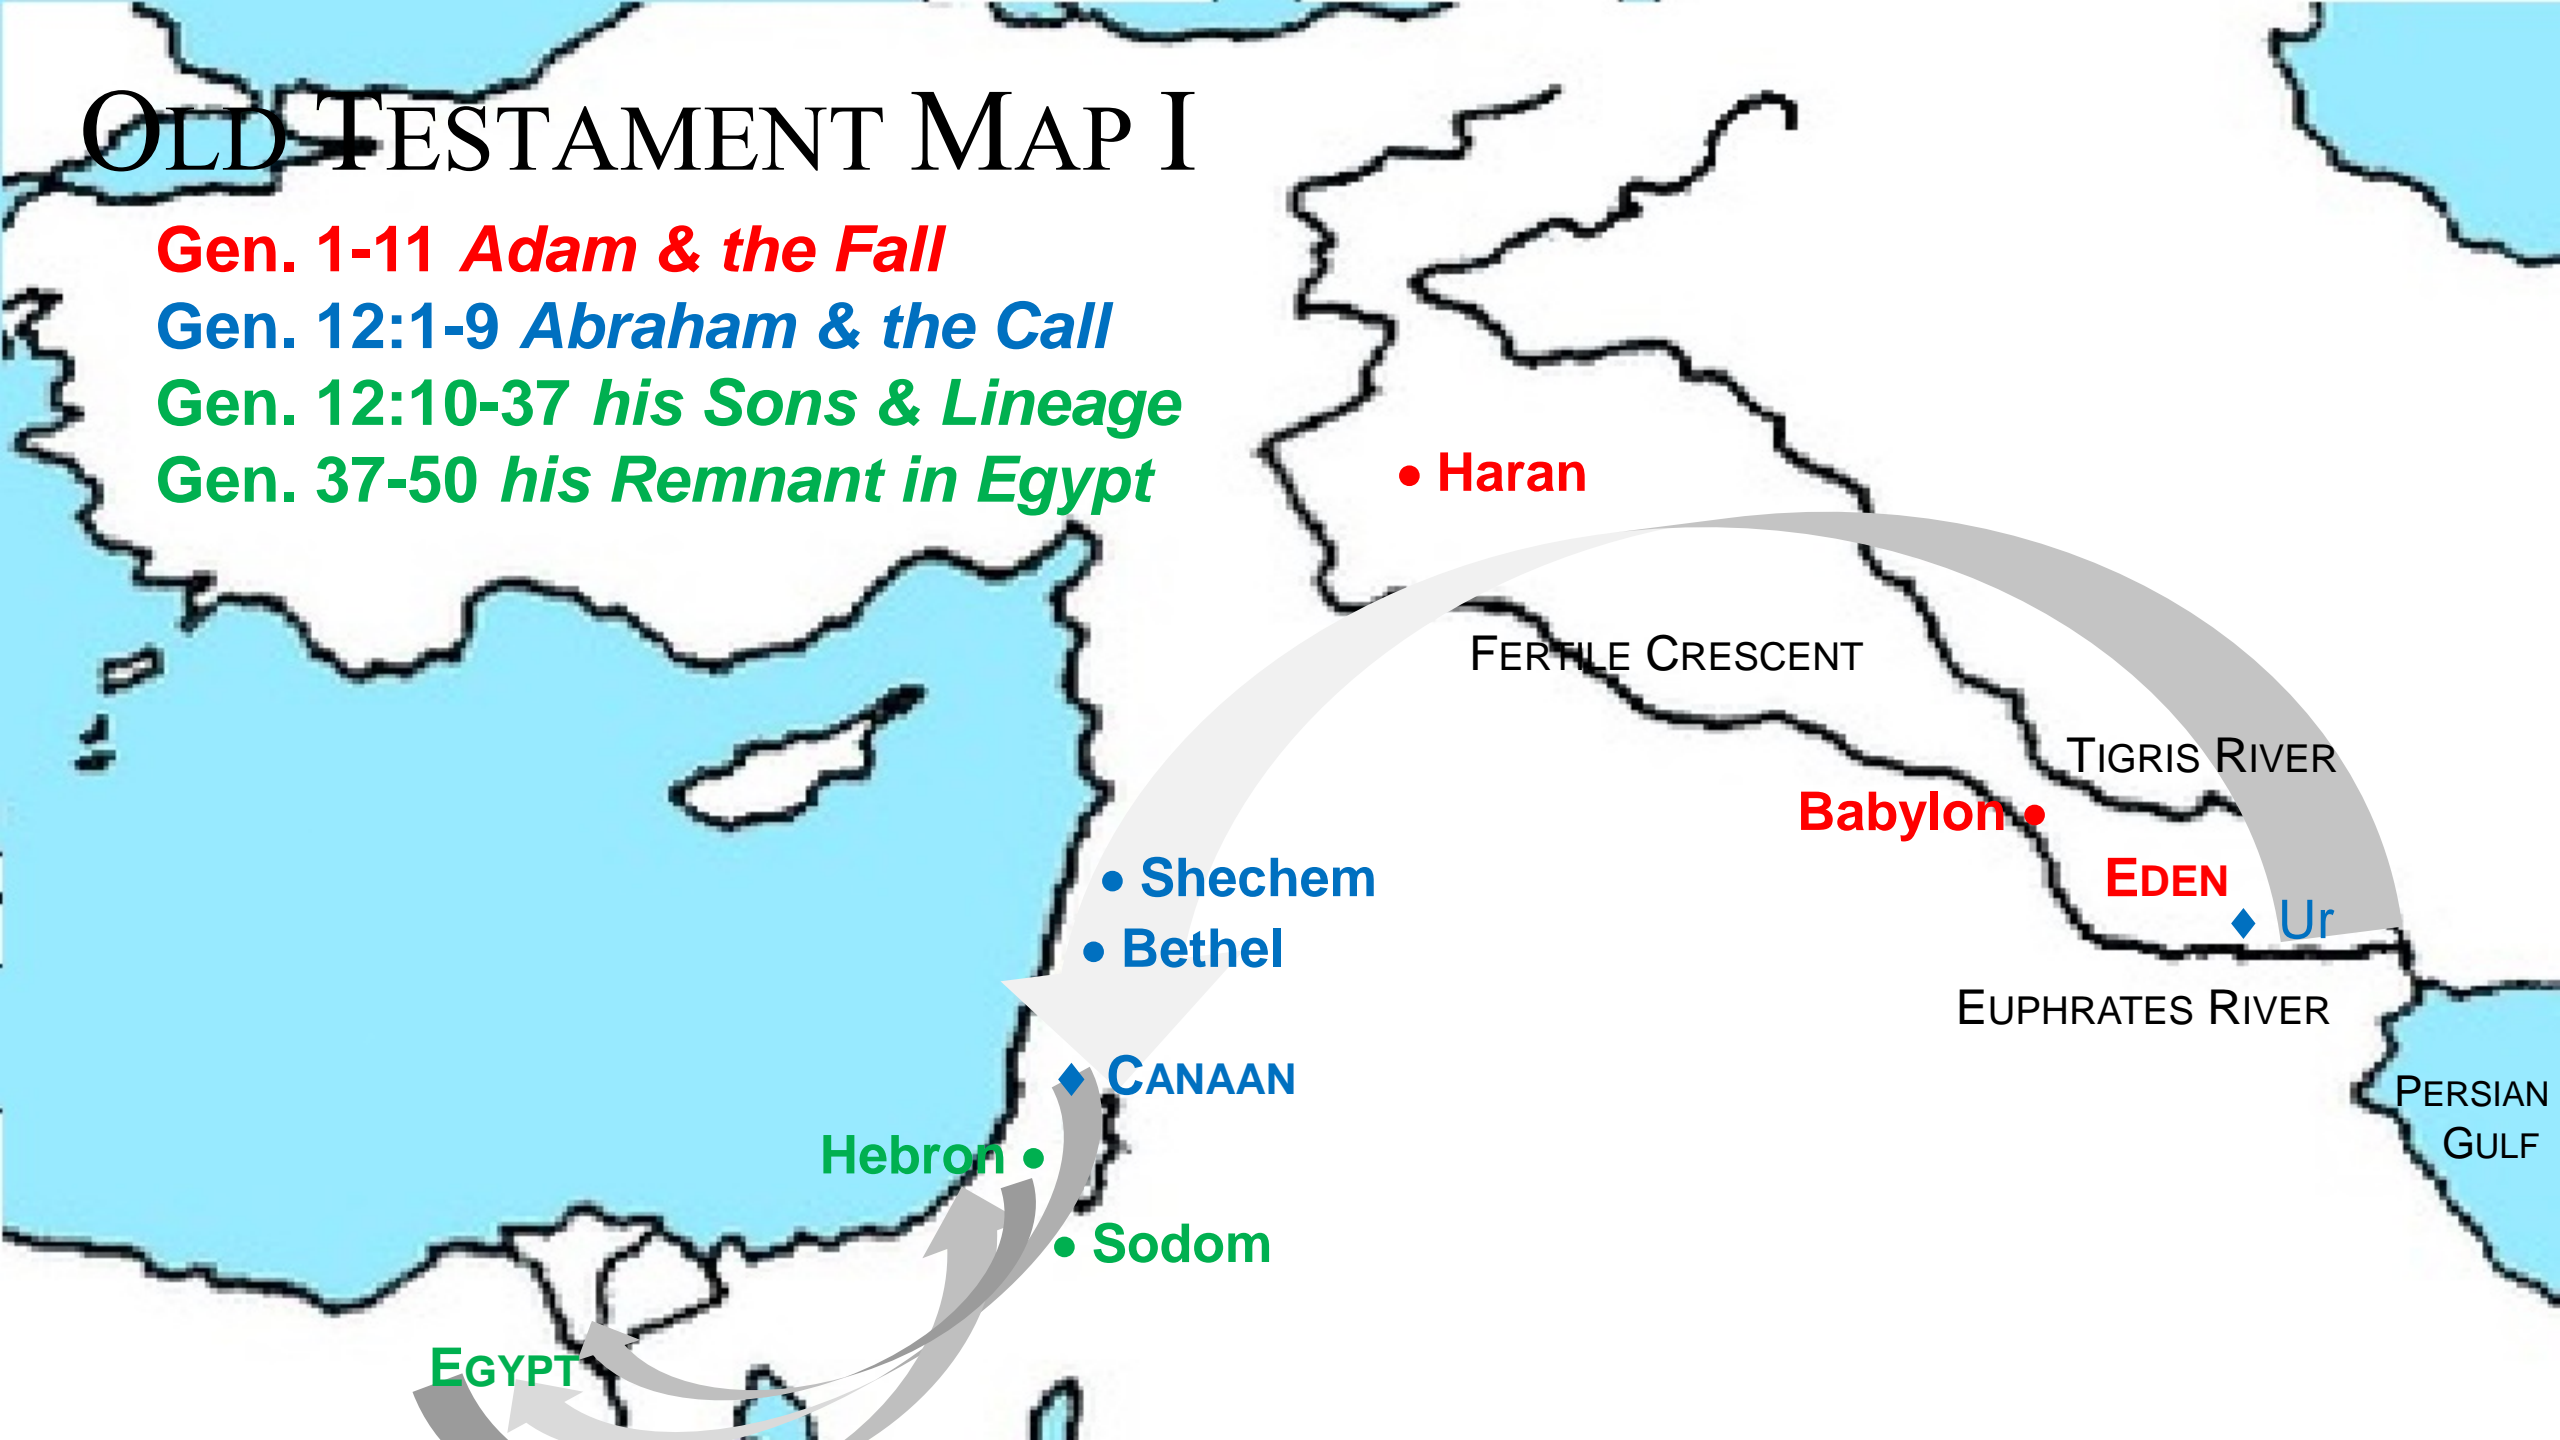 OLD TESTAMENT MAP I
Gen. 1-11 Adam & the Fall
Gen. 12:1-9 Abraham & the Call
Gen. 12:10-37 his Sons & Lineage
Gen. 37-50 his Remnant in Egypt
• Haran
FERTILE CRESCENT
TIGRIS RIVER
Babylon •
EDEN
♦ Ur
• Shechem
• Bethel
EUPHRATES RIVER
♦ CANAAN
PERSIAN
GULF
Hebron •
• Sodom
EGYPT